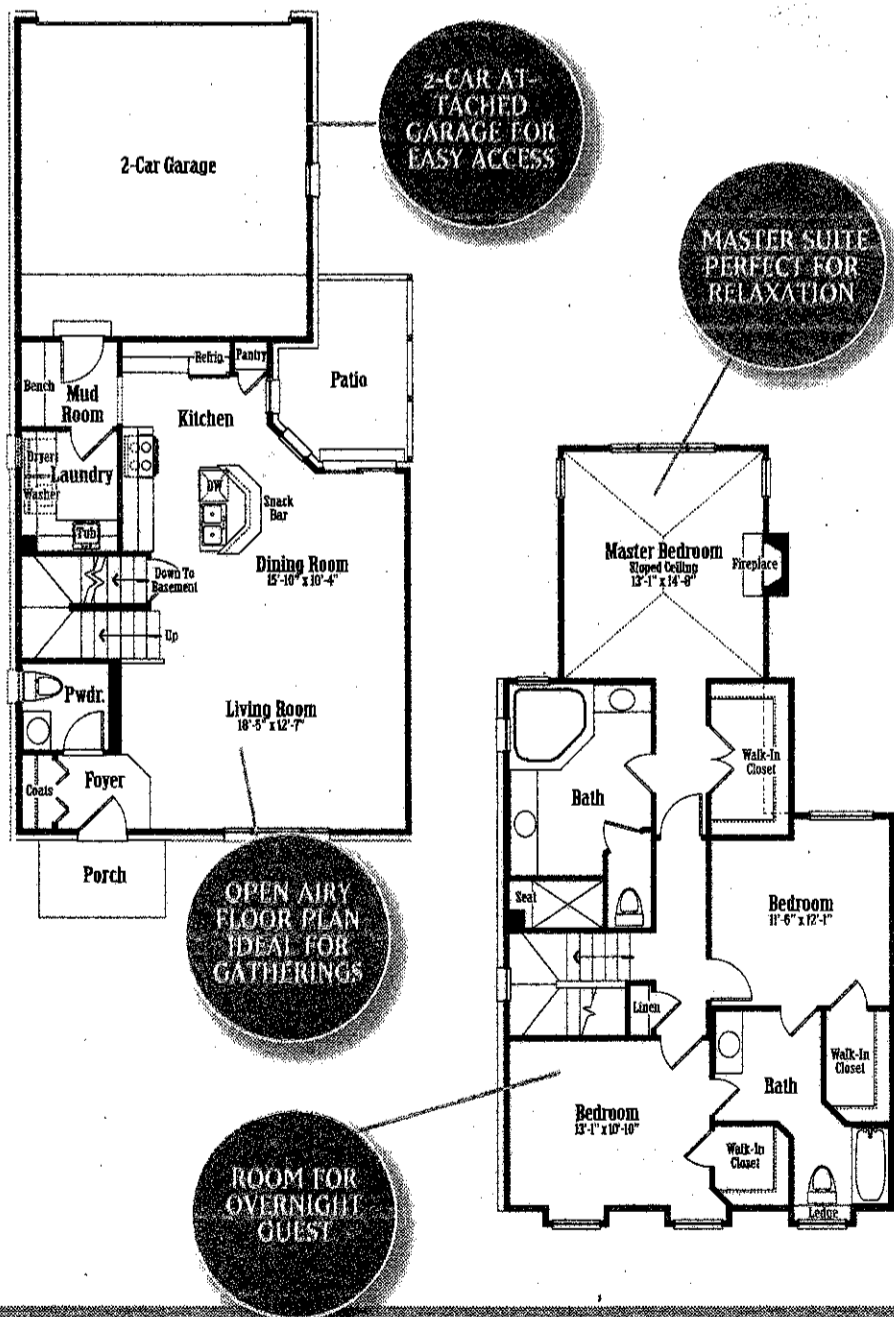 2-CAR AT-
TACHED
GARAGE FOR
EASY ACCESS
2-Car Garage
MASTER SUITE
PERFECT FOR
RELAXATION
Refrig.
Pantry
Bench
Mud
Room
Kitchen
Patio
Dryer
Laundry
Washer
Tub
DW
Snack
Bar
Dining Room
15'-10" x 10'-4"
Down To
Basement
Up
Pwdr.
Living Room
18'-5" x 12'-7"
Coats
Foyer
Porch
OPEN AIRY
FLOOR PLAN
IDEAL FOR
GATHERINGS
Master Bedroom
Sloped Ceiling
13'-1" x 14'-8"
Fireplace
Walk-In
Closet
Bath
Seat
Bedroom
11'-6" x 12'-1"
Linen
Walk-In
Closet
Bath
Bedroom
13'-1" x 10'-10"
Walk-In
Closet
Ledge
ROOM FOR
OVERNIGHT
GUEST